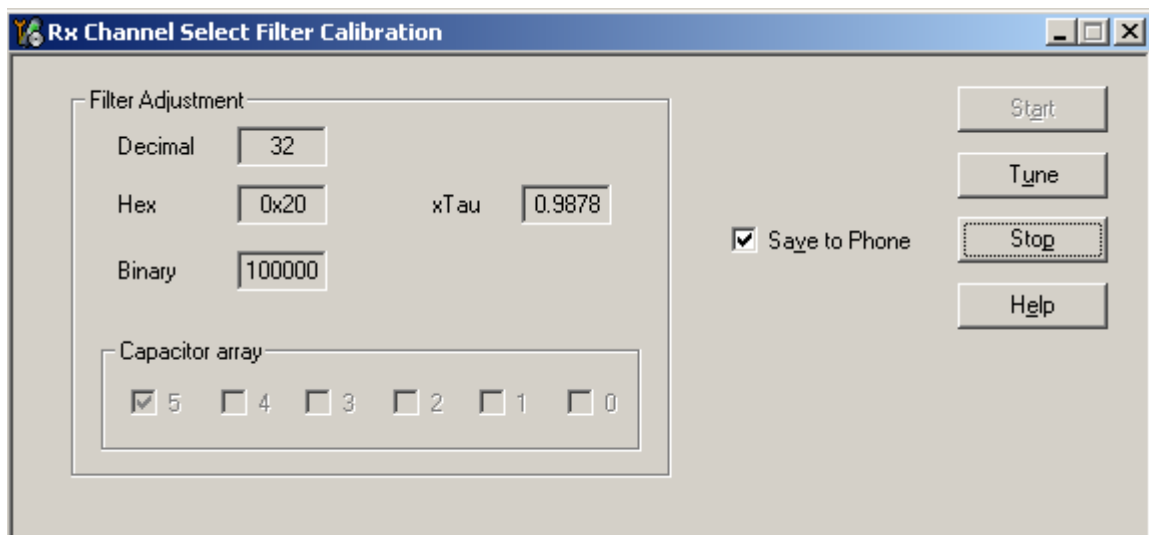 Rx Channel Select Filter Calibration
Filter Adjustment
Decimal 32
Hex 0x20 xTau 0.9878
Binary 100000
Capacitor array
5 4 3 2 1 0
Save to Phone
Start
Tune
Stop
Help